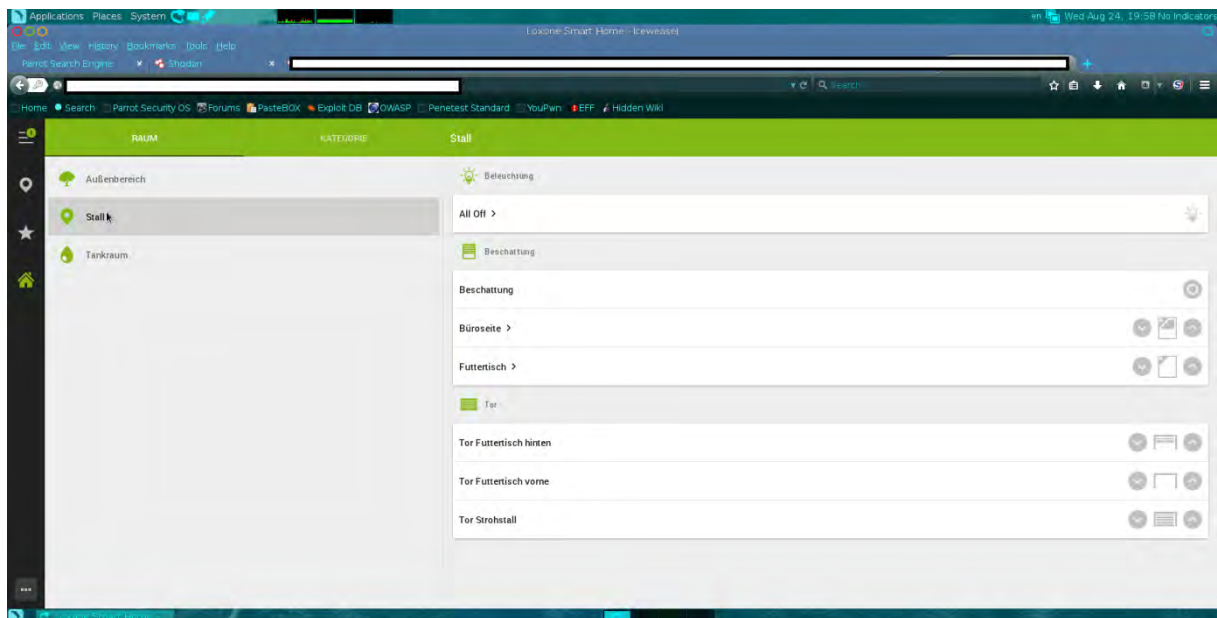 Applications Places System
en Wed Aug 24, 19:58 No Indicators
Loxone Smart Home - Iceweasel
File Edit View History Bookmarks Tools Help
Parrot Search Engine Shodan
Search
Home Search Parrot Security OS Forums PasteBOX Exploit DB OWASP Penetest Standard YouPwn EFF Hidden Wiki
RAUM KATEGORIE Stall
Außenbereich
Stall
Tankraum
Beleuchtung
All Off >
Beschattung
Beschattung
Büroseite >
Futtertisch >
Tor
Tor Futtertisch hinten
Tor Futtertisch vorne
Tor Strohstall